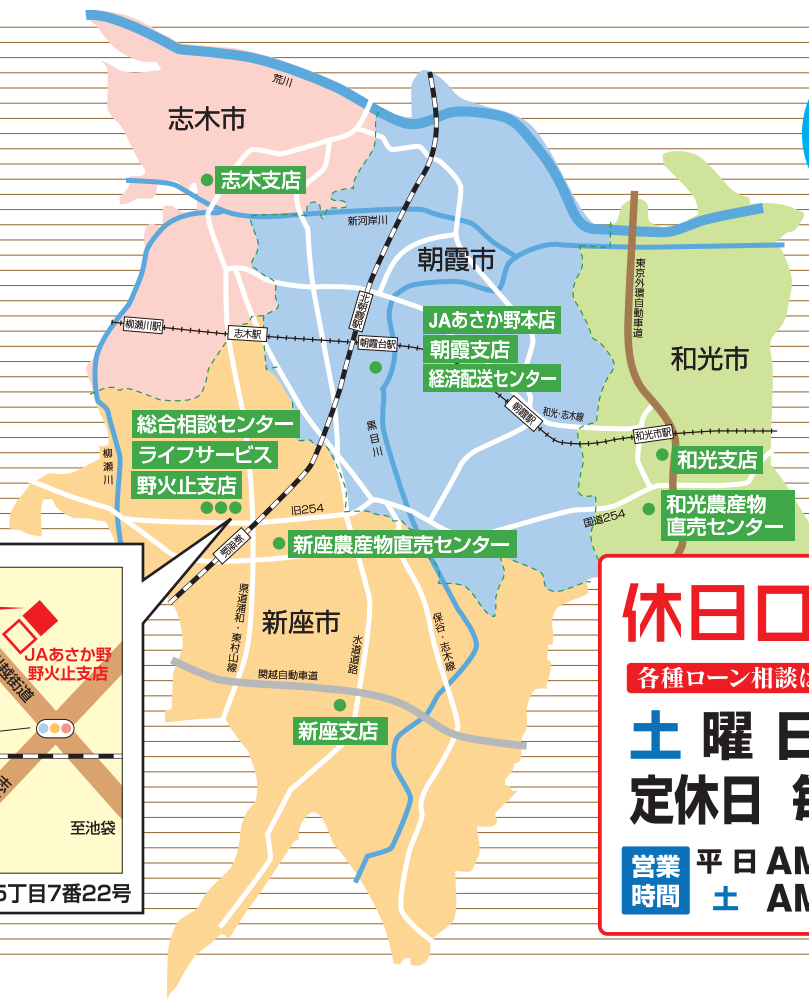 荒川
志木市
志木支店
新河岸川
朝霞市
東京外環自動車道
北朝霞駅
柳瀬川駅
志木駅
朝霞台駅
JAあさか野本店
朝霞支店
経済配送センター
和光市
朝霞駅
和光・志木線
和光市駅
黒目川
総合相談センター
ライフサービス
野火止支店
柳瀬川
和光支店
和光農産物
直売センター
旧254
国道254
新座駅
新座農産物直売センター
県道浦和・東村山線
新座市
水道道路
保谷・志木線
関越自動車道
新座支店
JAあさか野
野火止支店
越街道
至池袋
5丁目7番22号
休日ロ
各種ローン相談は
土曜日
定休日 毎
営業
時間
平日 AM
土 AM